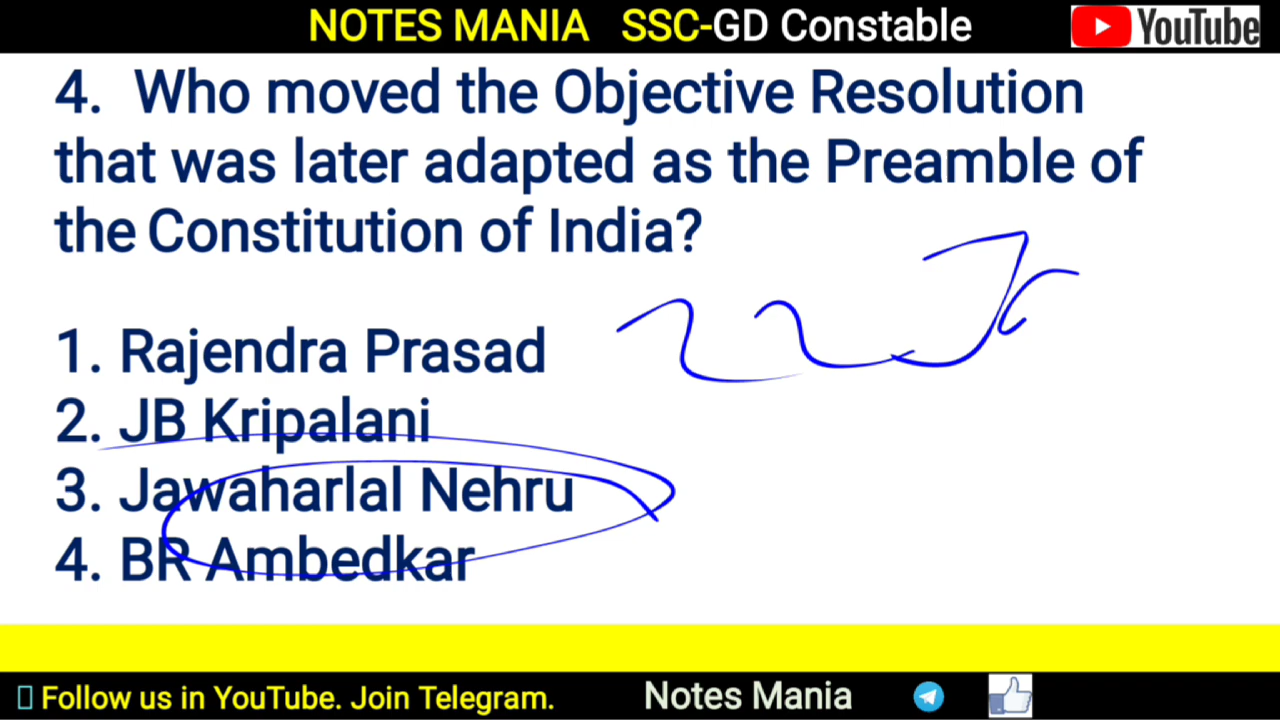 NOTES MANIA SSC-GD Constable YouTube
4. Who moved the Objective Resolution
that was later adapted as the Preamble of
the Constitution of India?
1. Rajendra Prasad
2. JB Kripalani
3. Jawaharlal Nehru
4. BR Ambedkar
Follow us in YouTube. Join Telegram. Notes Mania